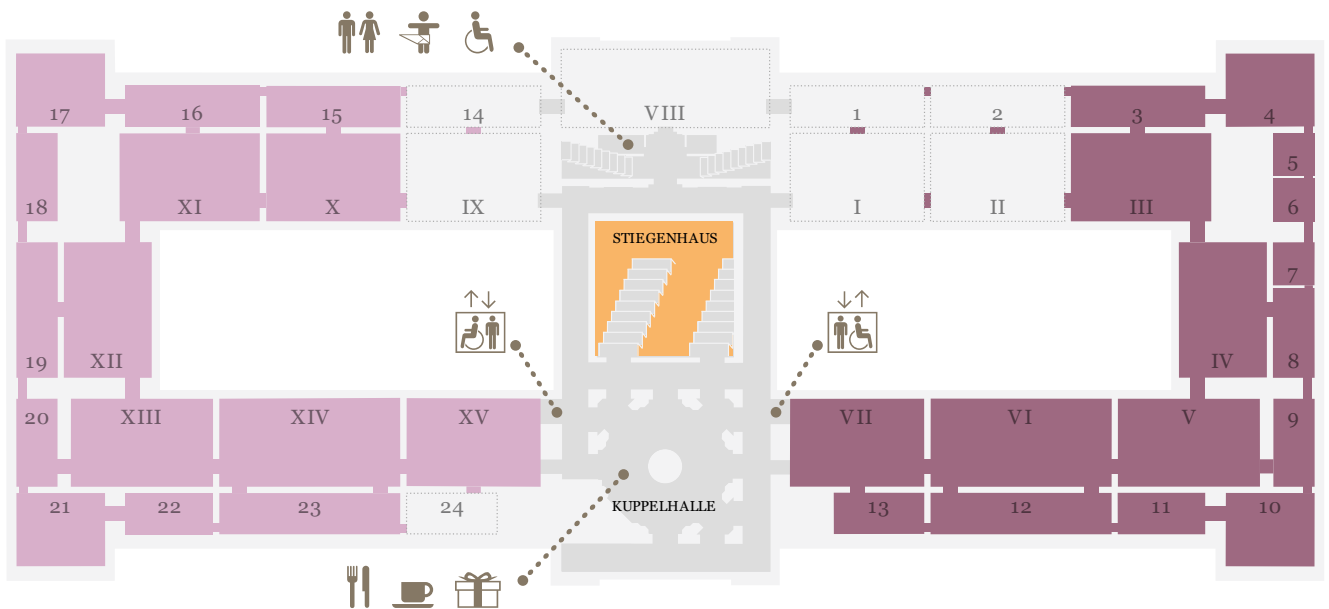 17 16 15 14 VIII 1 2 3 4
5
18 XI X IX I II III 6
STIEGENHAUS
7
19 XII IV 8
20 XIII XIV XV VII VI V 9
21 22 23 24 KUPPELHALLE 13 12 11 10